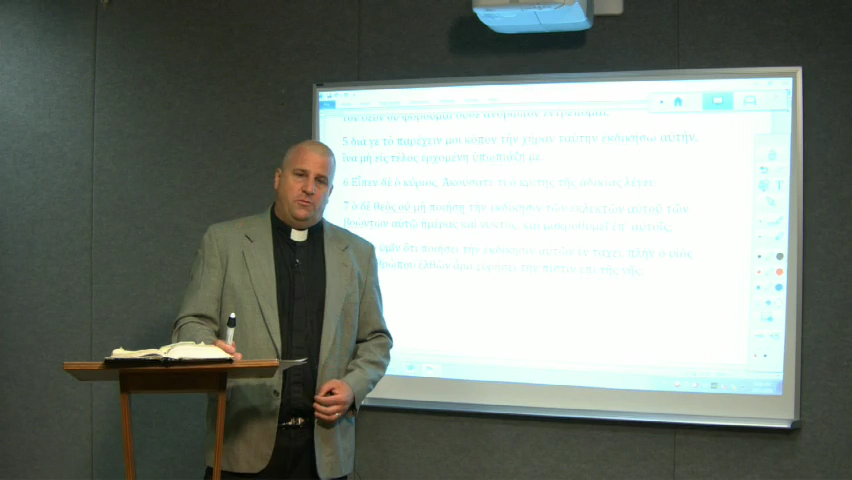 5 διά γε τὸ παρέχειν μοι κόπον τὴν χήραν ταύτην ἐκδικήσω αὐτήν,
ἵνα μὴ εἰς τέλος ἐρχομένη ὑπωπιάζῃ με.
6 Εἶπεν δὲ ὁ κύριος, Ἀκούσατε τί ὁ κριτὴς τῆς ἀδικίας λέγει·
7 ὁ δὲ θεὸς οὐ μὴ ποιήσῃ τὴν ἐκδίκησιν τῶν ἐκλεκτῶν αὐτοῦ τῶν
βοώντων αὐτῷ ἡμέρας καὶ νυκτός, καὶ μακροθυμεῖ ἐπ' αὐτοῖς;
ὑμῖν ὅτι ποιήσει τὴν ἐκδίκησιν αὐτῶν ἐν τάχει. πλὴν ὁ υἱὸς
ἐλθὼν ἆρα εὑρήσει τὴν πίστιν ἐπὶ τῆς γῆς;